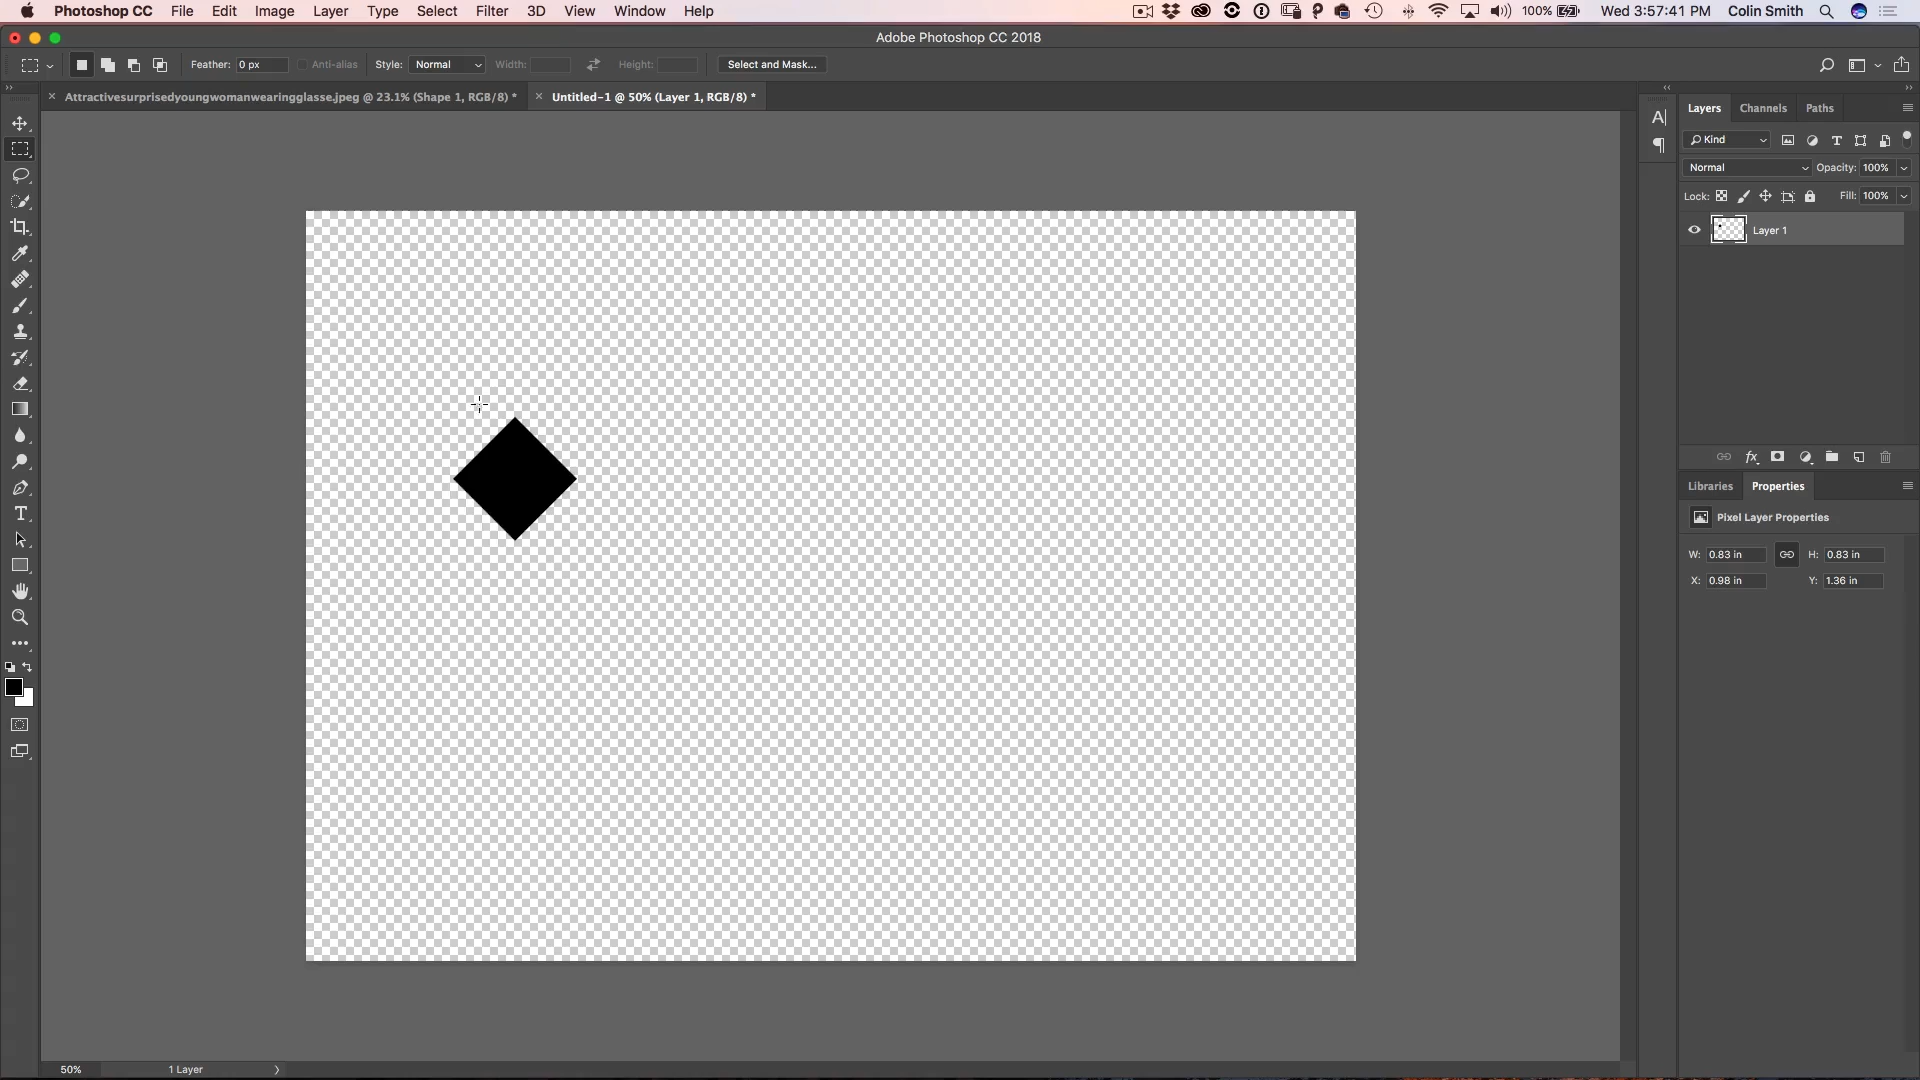 Photoshop CC File Edit Image Layer Type Select Filter 3D View Window Help 100% Wed 3:57:41 PM Colin Smith
Adobe Photoshop CC 2018
Feather: 0 px Anti-alias Style: Normal Width: Height: Select and Mask...
Attractivesurprisedyoungwomanwearingglasse.jpeg @ 23.1% (Shape 1, RGB/8) * Untitled-1 @ 50% (Layer 1, RGB/8) *
Layers Channels Paths
Kind
Normal Opacity: 100%
Lock: Fill: 100%
Layer 1
fx
Libraries Properties
Pixel Layer Properties
W: 0.83 in H: 0.83 in
X: 0.98 in Y: 1.36 in
50% 1 Layer